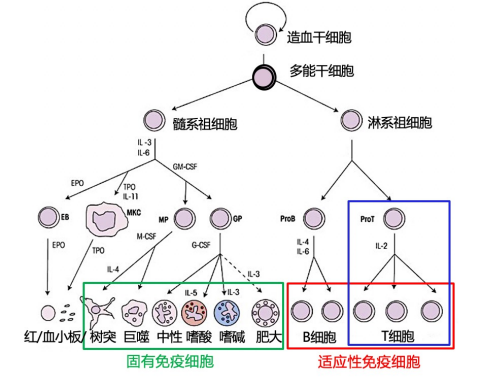 造血干细胞
多能干细胞
髓系祖细胞
淋系祖细胞
IL-3
IL-6
GM-CSF
EPO
TPO
IL-11
EB
MKC
MP
GP
ProB
ProT
EPO
TPO
M-CSF
G-CSF
IL-4
IL-6
IL-2
IL-4
IL-5
IL-3
IL-3
红/血小板/树突 巨噬 中性 嗜酸 嗜碱 肥大 B细胞 T细胞
固有免疫细胞 适应性免疫细胞